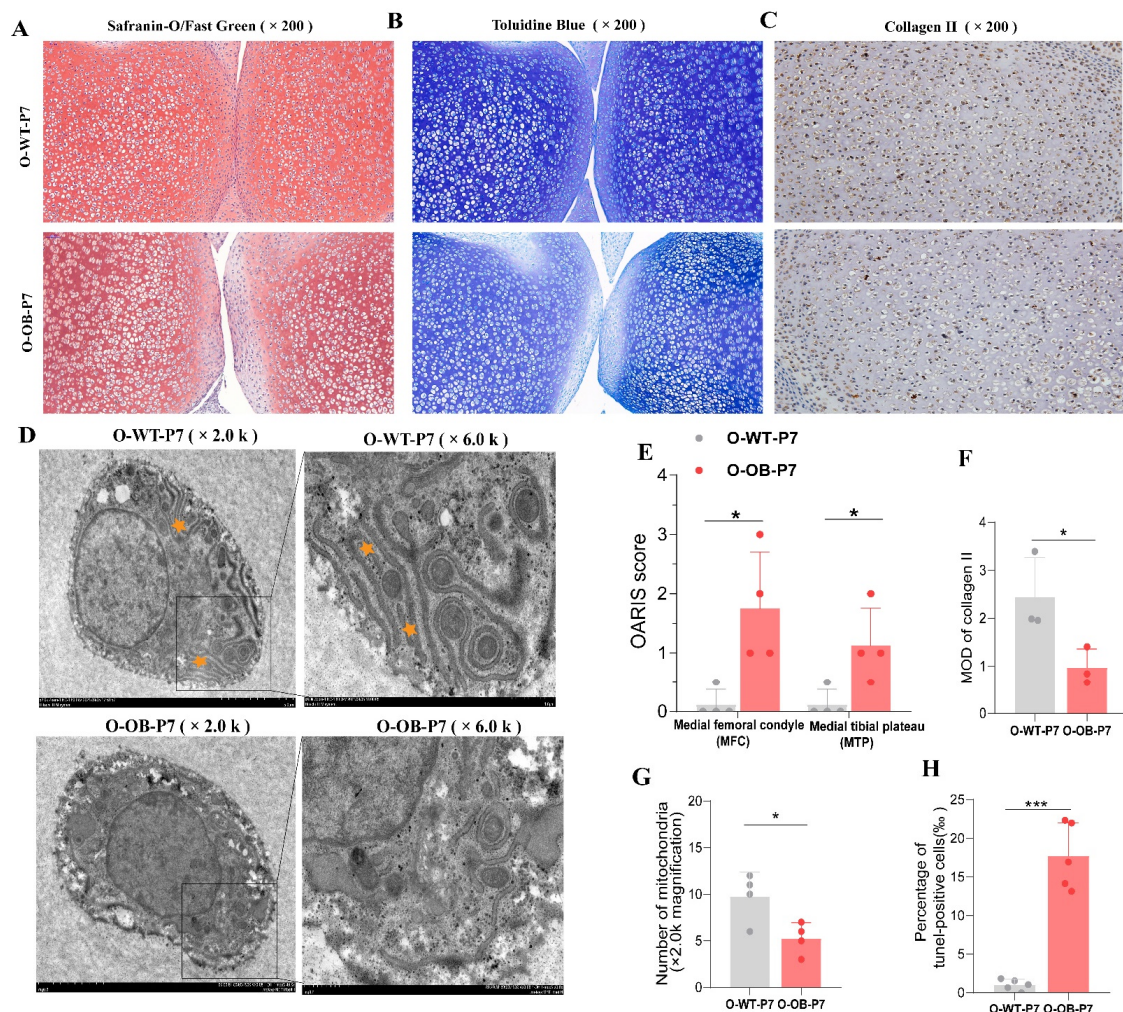 A
Safranin-O/Fast Green ( × 200 )
B
Toluidine Blue ( × 200 )
C
Collagen II ( × 200 )
O-WT-P7
O-OB-P7
D
O-WT-P7 ( × 2.0 k )
O-WT-P7 ( × 6.0 k )
O-OB-P7 ( × 2.0 k )
O-OB-P7 ( × 6.0 k )
E
O-WT-P7
O-OB-P7
OARIS score
4
3
2
1
0
*
*
Medial femoral condyle
(MFC)
Medial tibial plateau
(MTP)
F
MOD of collagen II
4
3
2
1
0
*
O-WT-P7
O-OB-P7
G
Number of mitochondria
(×2.0k magnification)
20
15
10
5
0
*
O-WT-P7
O-OB-P7
H
Percentage of
tunel-positive cells(‰)
25
20
15
10
5
0
***
O-WT-P7
O-OB-P7